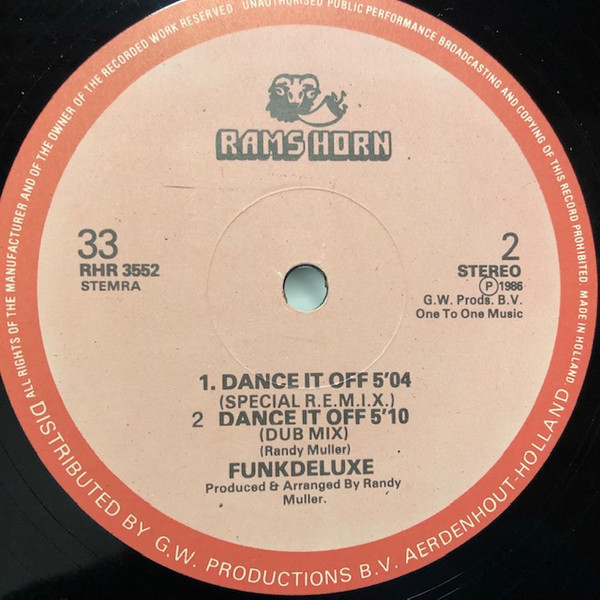 RAMS HORN
33
RHR 3552
STEMRA
2
STEREO
Ⓟ1986
G.W. Prods. B.V.
One To One Music
1. DANCE IT OFF 5'04
(SPECIAL R.E.M.I.X.)
2 DANCE IT OFF 5'10
(DUB MIX)
(Randy Muller)
FUNKDELUXE
Produced & Arranged By Randy
Muller.
ALL RIGHTS OF THE MANUFACTURER AND OF THE OWNER OF THE RECORDED WORK RESERVED. UNAUTHORISED PUBLIC PERFORMANCE BROADCASTING AND COPYING OF THIS RECORD PROHIBITED. MADE IN HOLLAND.
DISTRIBUTED BY G.W. PRODUCTIONS B.V. AERDENHOUT-HOLLAND